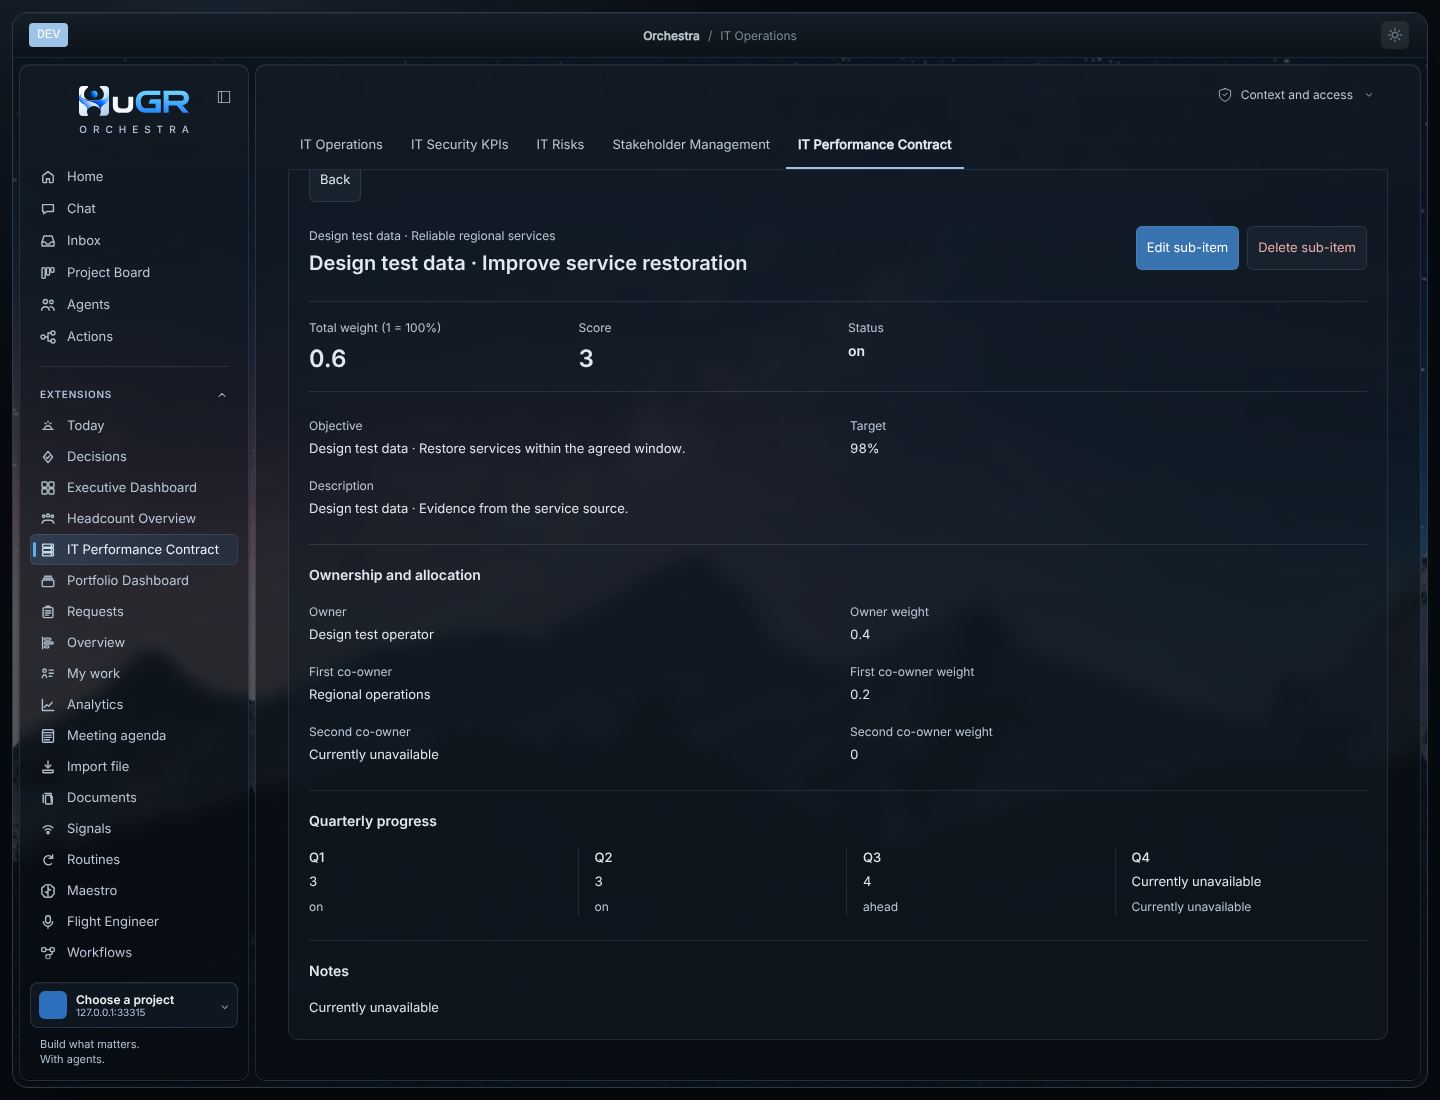 DEV
Orchestra / IT Operations
HuGR
ORCHESTRA
Home
Chat
Inbox
Project Board
Agents
Actions
EXTENSIONS
Today
Decisions
Executive Dashboard
Headcount Overview
IT Performance Contract
Portfolio Dashboard
Requests
Overview
My work
Analytics
Meeting agenda
Import file
Documents
Signals
Routines
Maestro
Flight Engineer
Workflows
Choose a project
127.0.0.1:33315
Build what matters.
With agents.
Context and access
IT Operations
IT Security KPIs
IT Risks
Stakeholder Management
IT Performance Contract
Back
Design test data · Reliable regional services
Design test data · Improve service restoration
Edit sub-item
Delete sub-item
Total weight (1 = 100%)
0.6
Score
3
Status
on
Objective
Design test data · Restore services within the agreed window.
Target
98%
Description
Design test data · Evidence from the service source.
Ownership and allocation
Owner
Design test operator
Owner weight
0.4
First co-owner
Regional operations
First co-owner weight
0.2
Second co-owner
Currently unavailable
Second co-owner weight
0
Quarterly progress
Q1
3
on
Q2
3
on
Q3
4
ahead
Q4
Currently unavailable
Currently unavailable
Notes
Currently unavailable